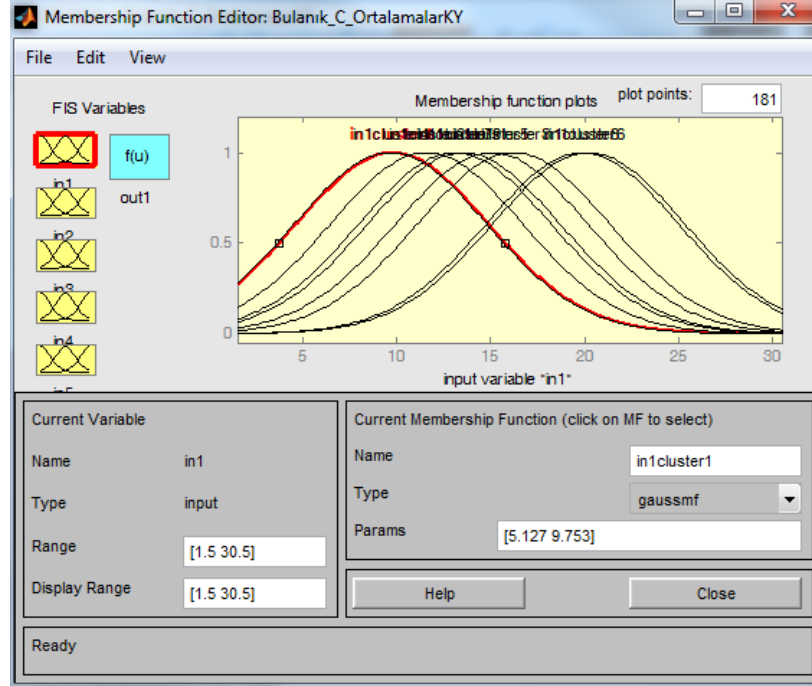 Membership Function Editor: Bulanık_C_OrtalamalarKY
File Edit View
FIS Variables
Membership function plots plot points: 181
f(u)
in1
out1
in2
in3
in4
1
0.5
0
5 10 15 20 25 30
input variable "in1"
Current Variable
Name in1
Type input
Range [1.5 30.5]
Display Range [1.5 30.5]
Current Membership Function (click on MF to select)
Name in1cluster1
Type gaussmf
Params [5.127 9.753]
Help Close
Ready